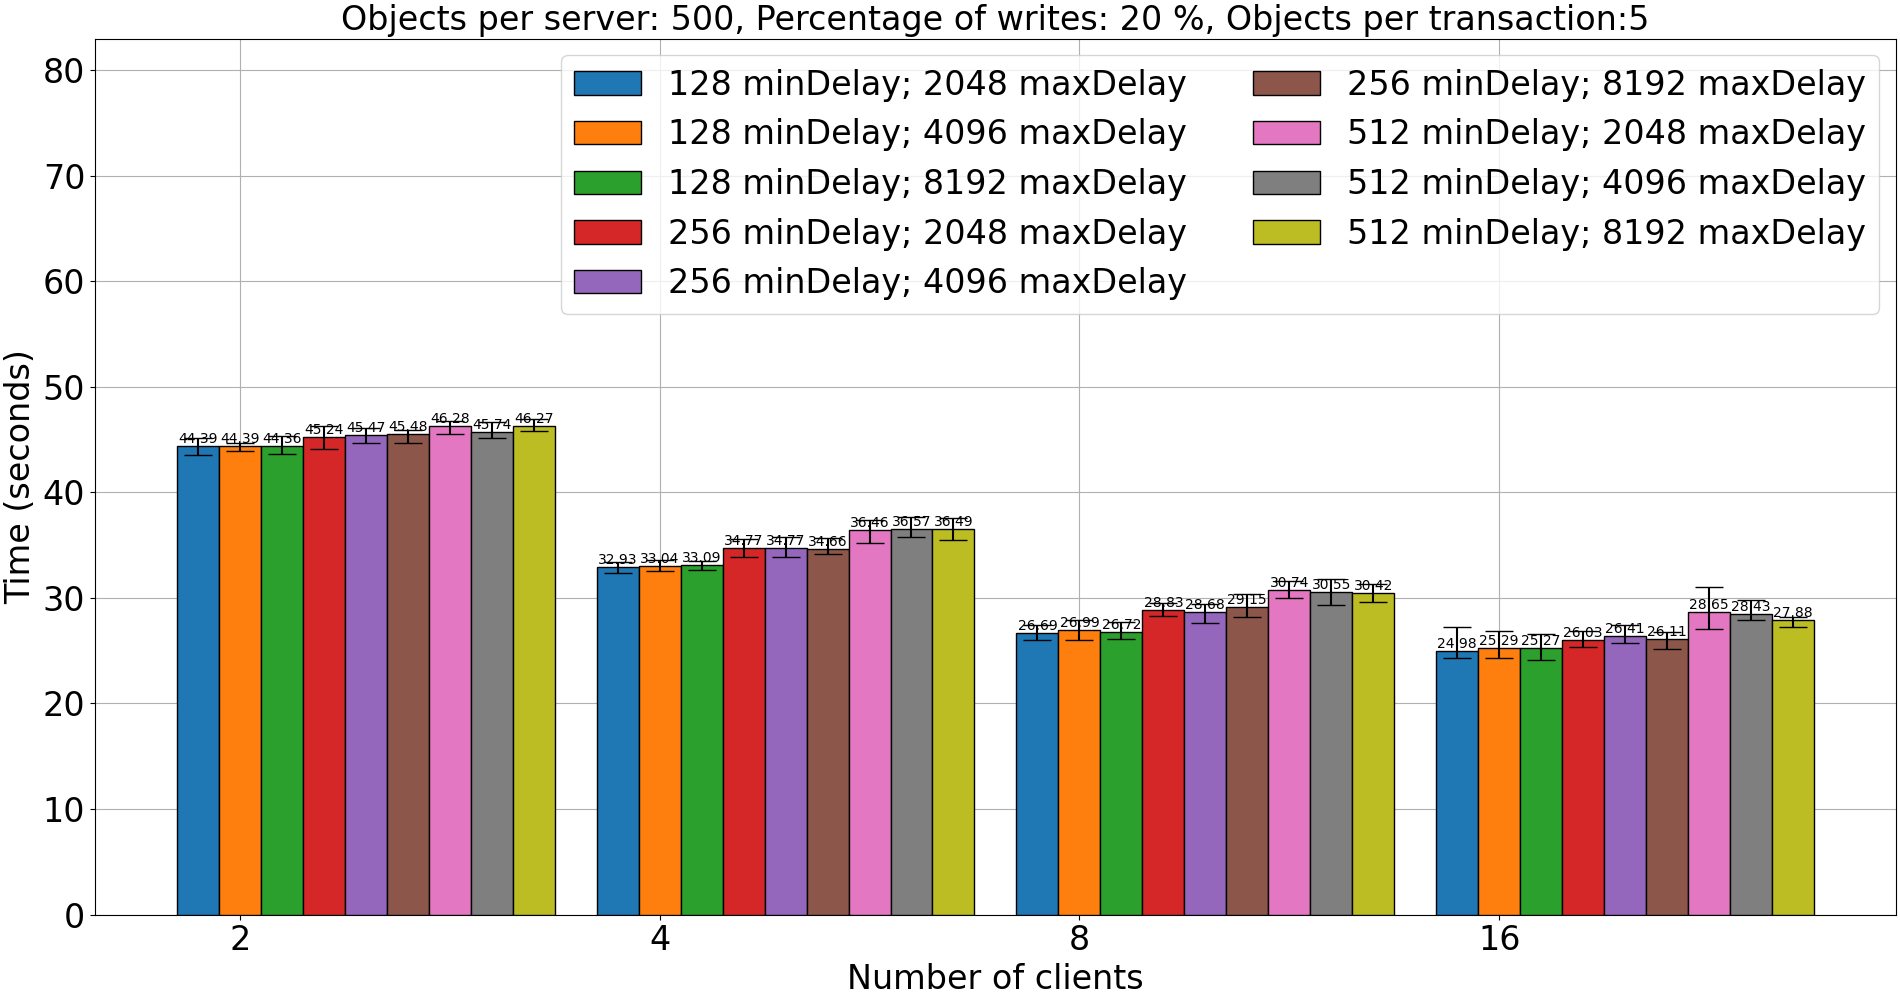 Objects per server: 500, Percentage of writes: 20 %, Objects per transaction:5
128 minDelay; 2048 maxDelay
128 minDelay; 4096 maxDelay
128 minDelay; 8192 maxDelay
256 minDelay; 2048 maxDelay
256 minDelay; 4096 maxDelay
256 minDelay; 8192 maxDelay
512 minDelay; 2048 maxDelay
512 minDelay; 4096 maxDelay
512 minDelay; 8192 maxDelay
Time (seconds)
80
70
60
50
40
30
20
10
0
44.39 44.39 44.36 45.24 45.47 45.48 46.28 45.74 46.27
32.93 33.04 33.09 34.77 34.77 34.66 36.46 36.57 36.49
26.69 26.99 26.72 28.83 28.68 29.15 30.74 30.55 30.42
24.98 25.29 25.27 26.03 26.41 26.11 28.65 28.43 27.88
2 4 8 16
Number of clients